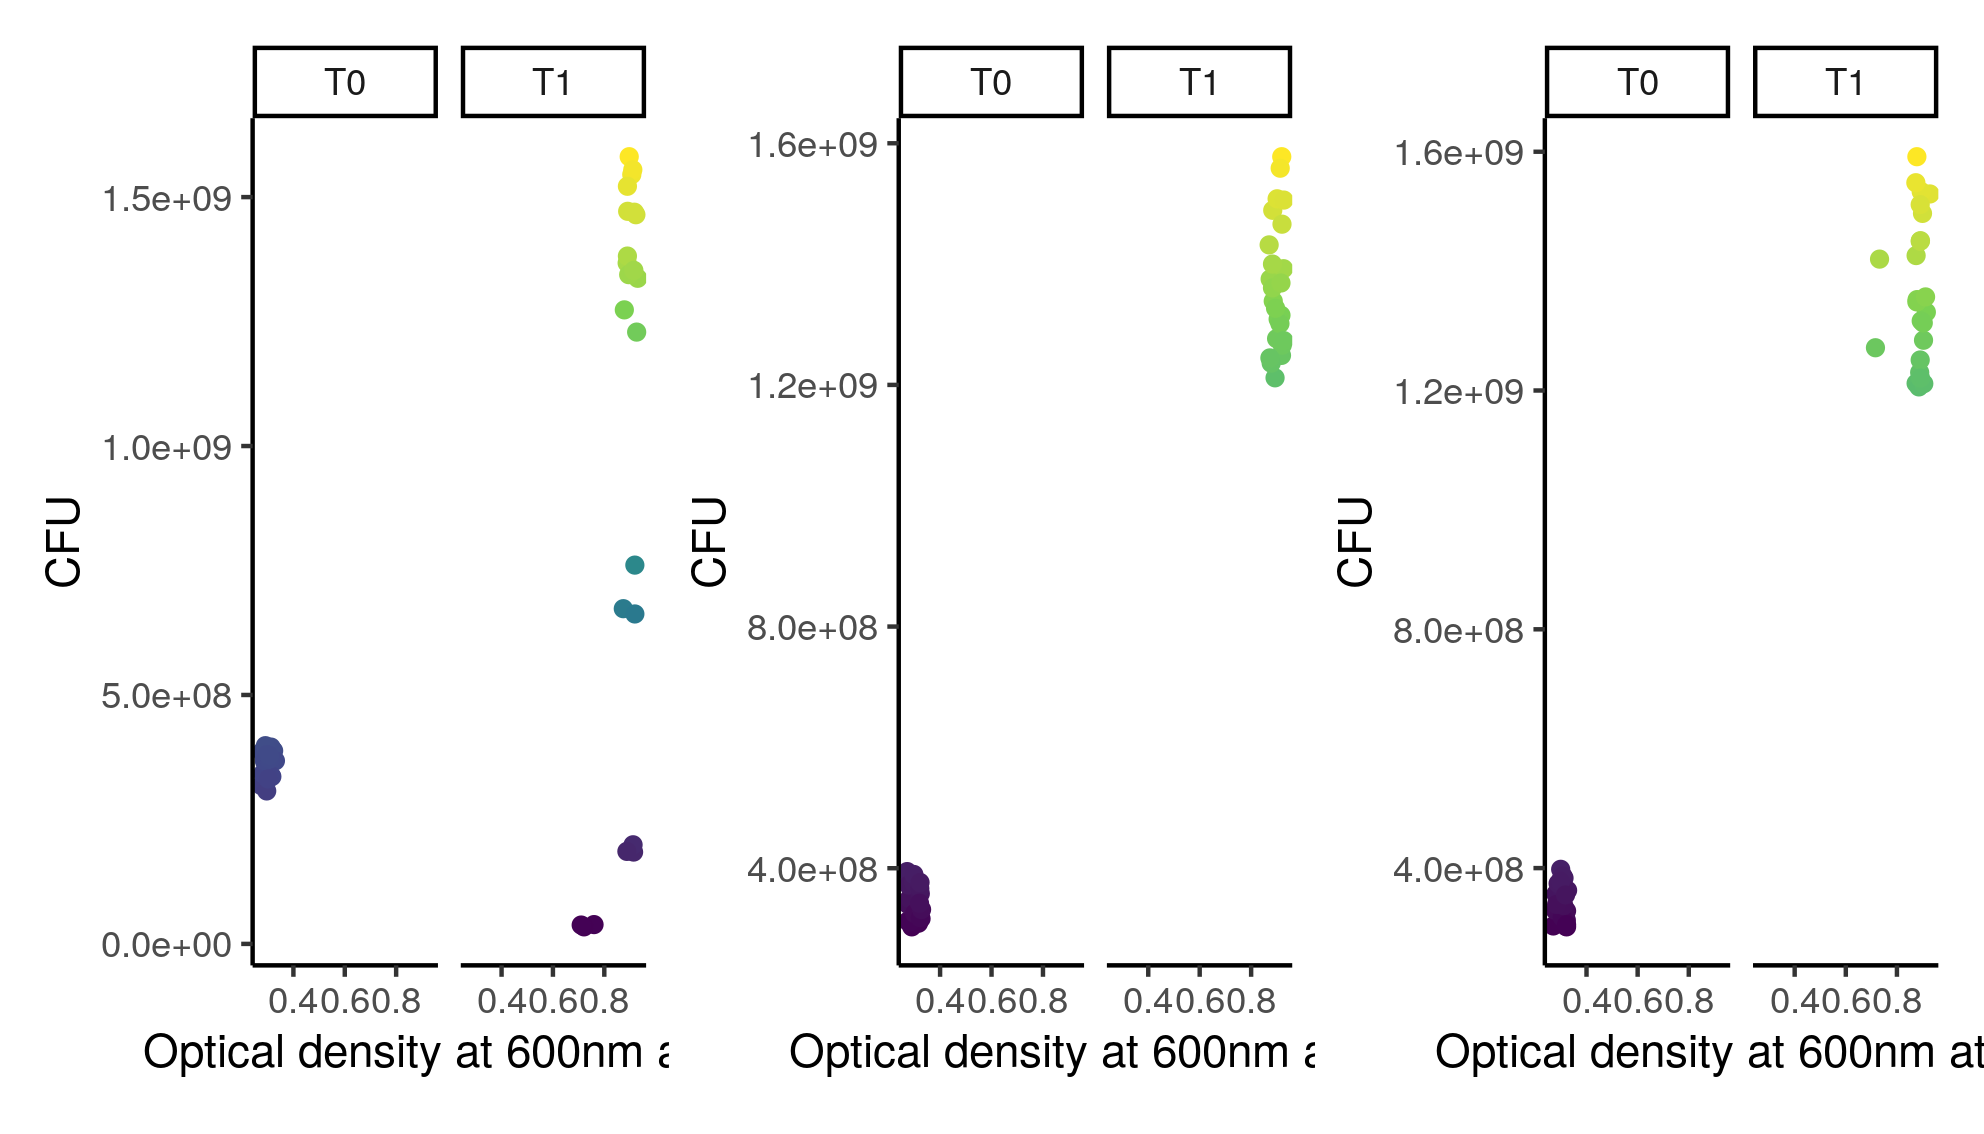 T0 T1 T0 T1 T0 T1
1.6e+09 1.6e+09
1.5e+09
1.2e+09 1.2e+09
1.0e+09
CFU CFU CFU
8.0e+08 8.0e+08
5.0e+08
4.0e+08 4.0e+08
0.0e+00
0.40.60.8 0.40.60.8 0.40.60.8 0.40.60.8 0.40.60.8 0.40.60.8
Optical density at 600nm Optical density at 600nm Optical density at 600nm at